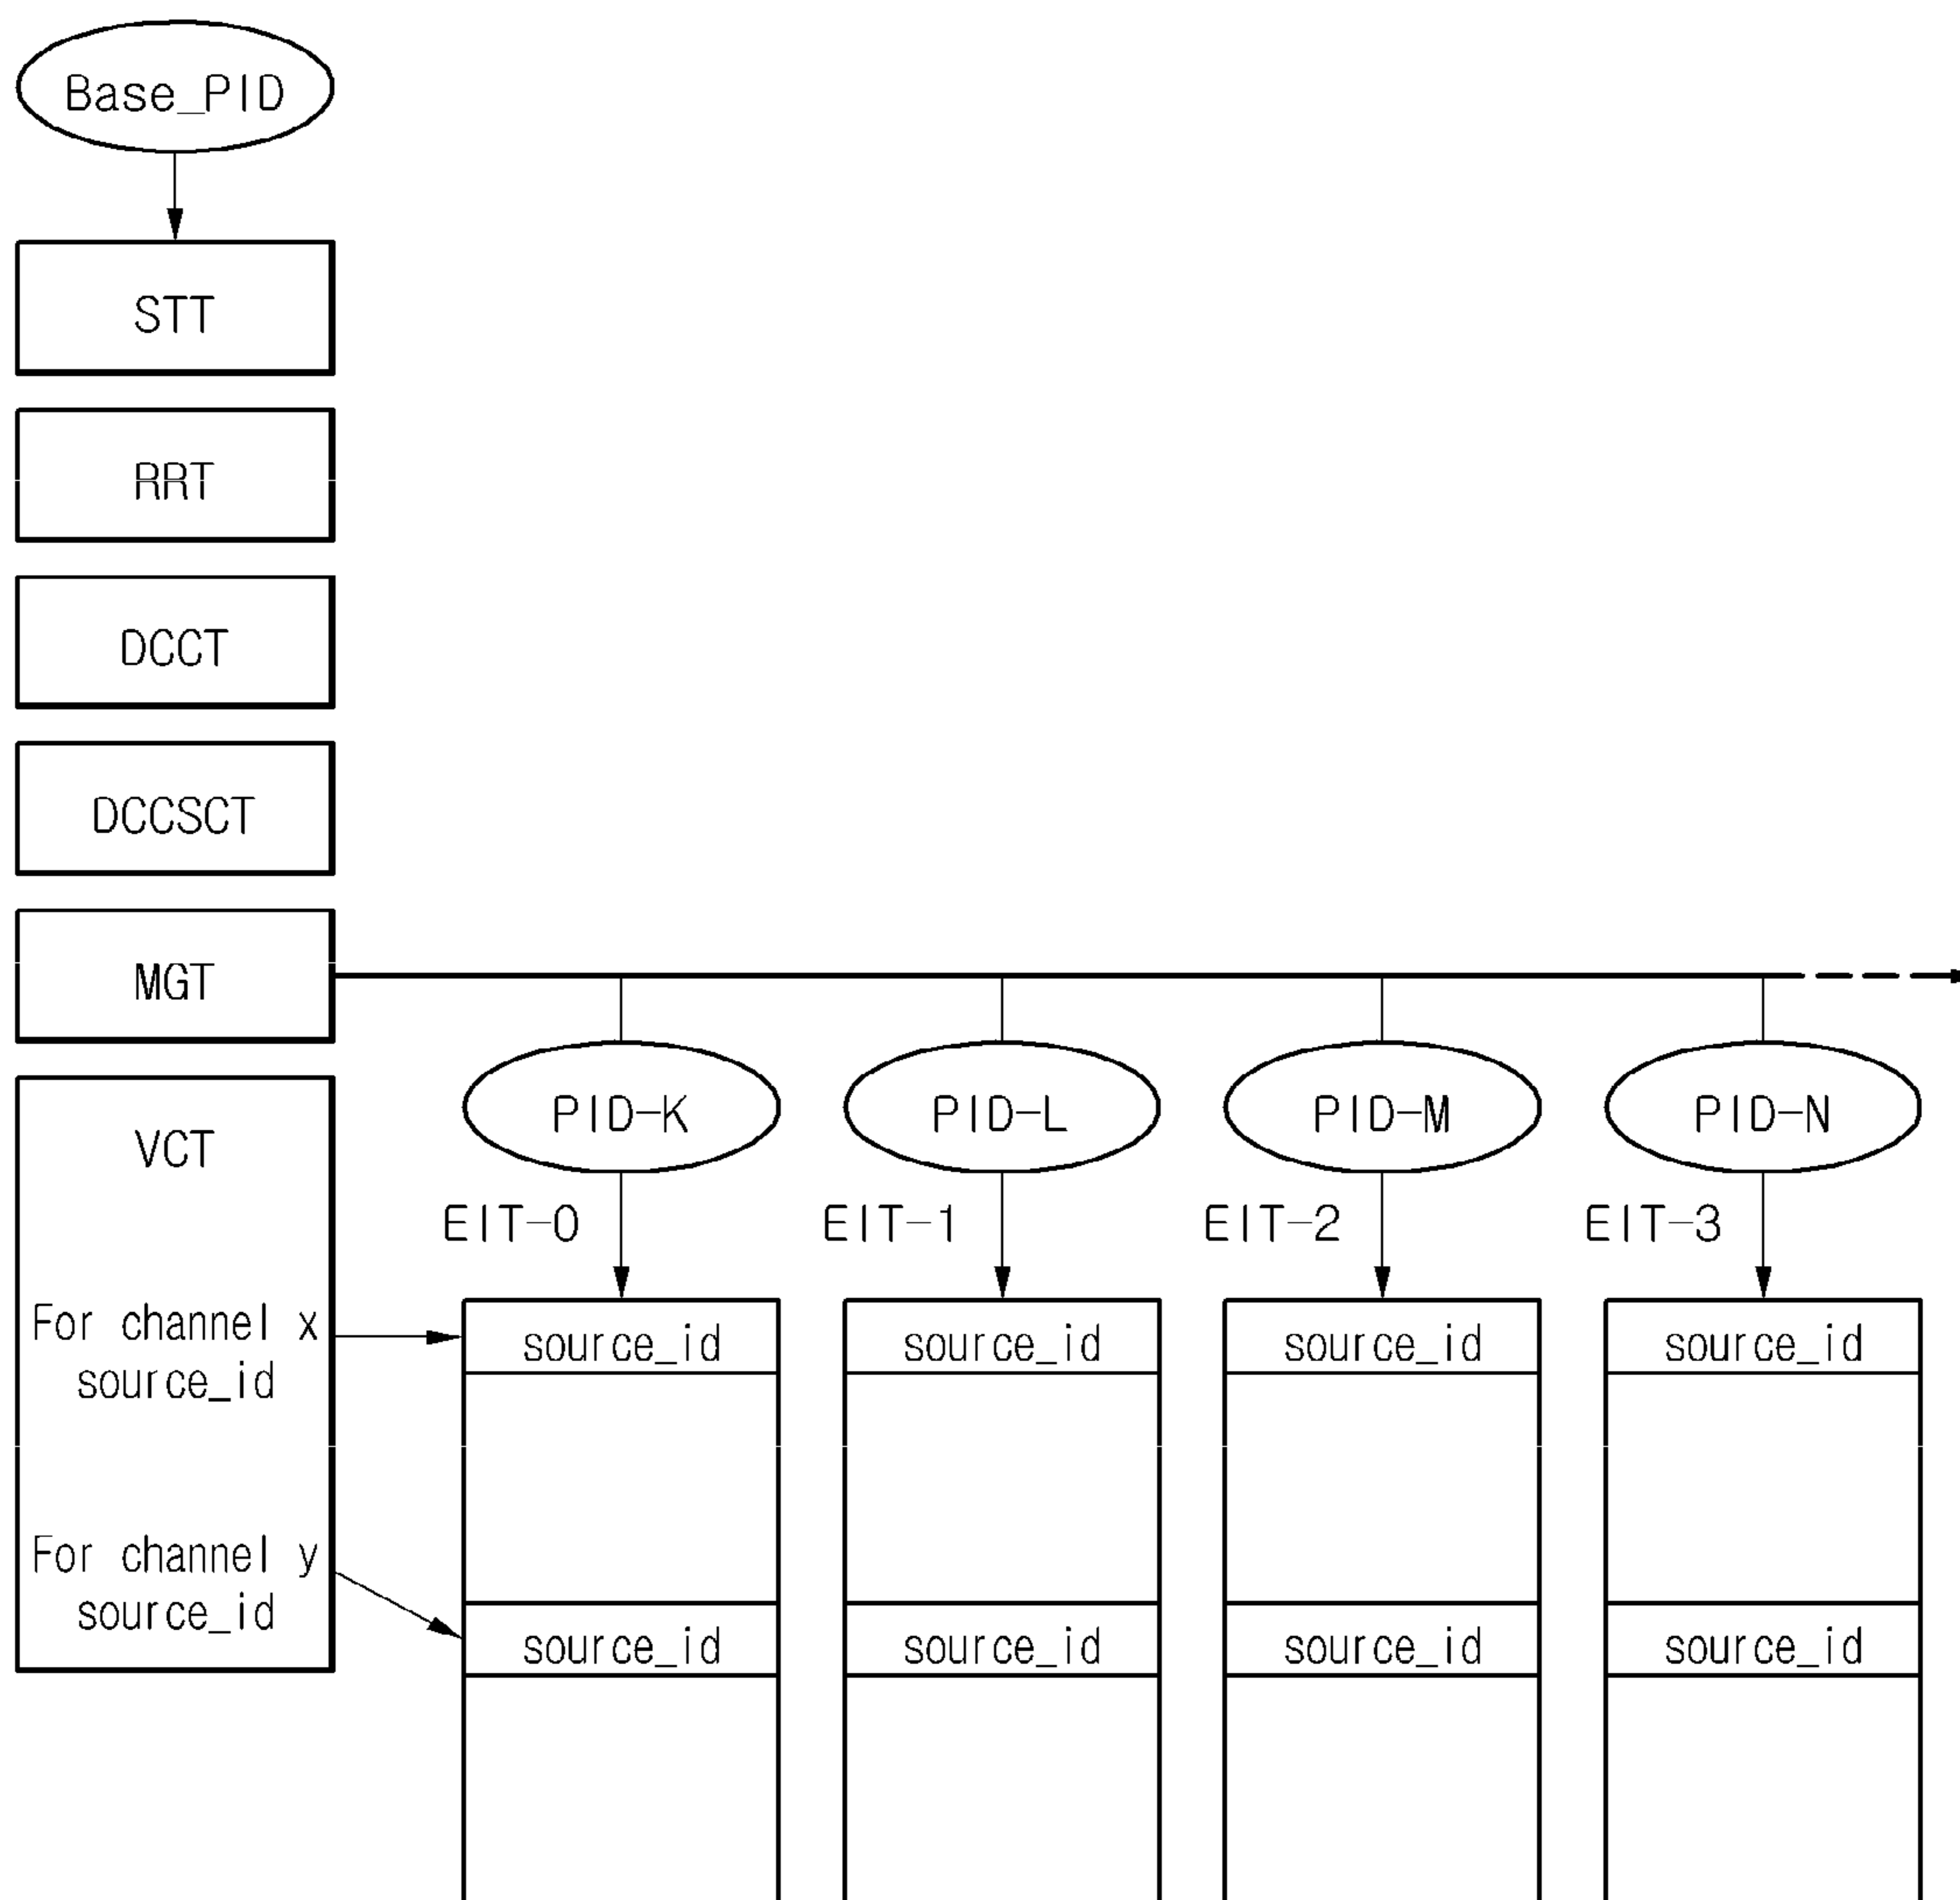 Base_PID
STT
RRT
DCCT
DCCSCT
MGT
PID-K
PID-L
PID-M
PID-N
VCT
EIT-0
EIT-1
EIT-2
EIT-3
For channel x
source_id
source_id
source_id
source_id
source_id
For channel y
source_id
source_id
source_id
source_id
source_id